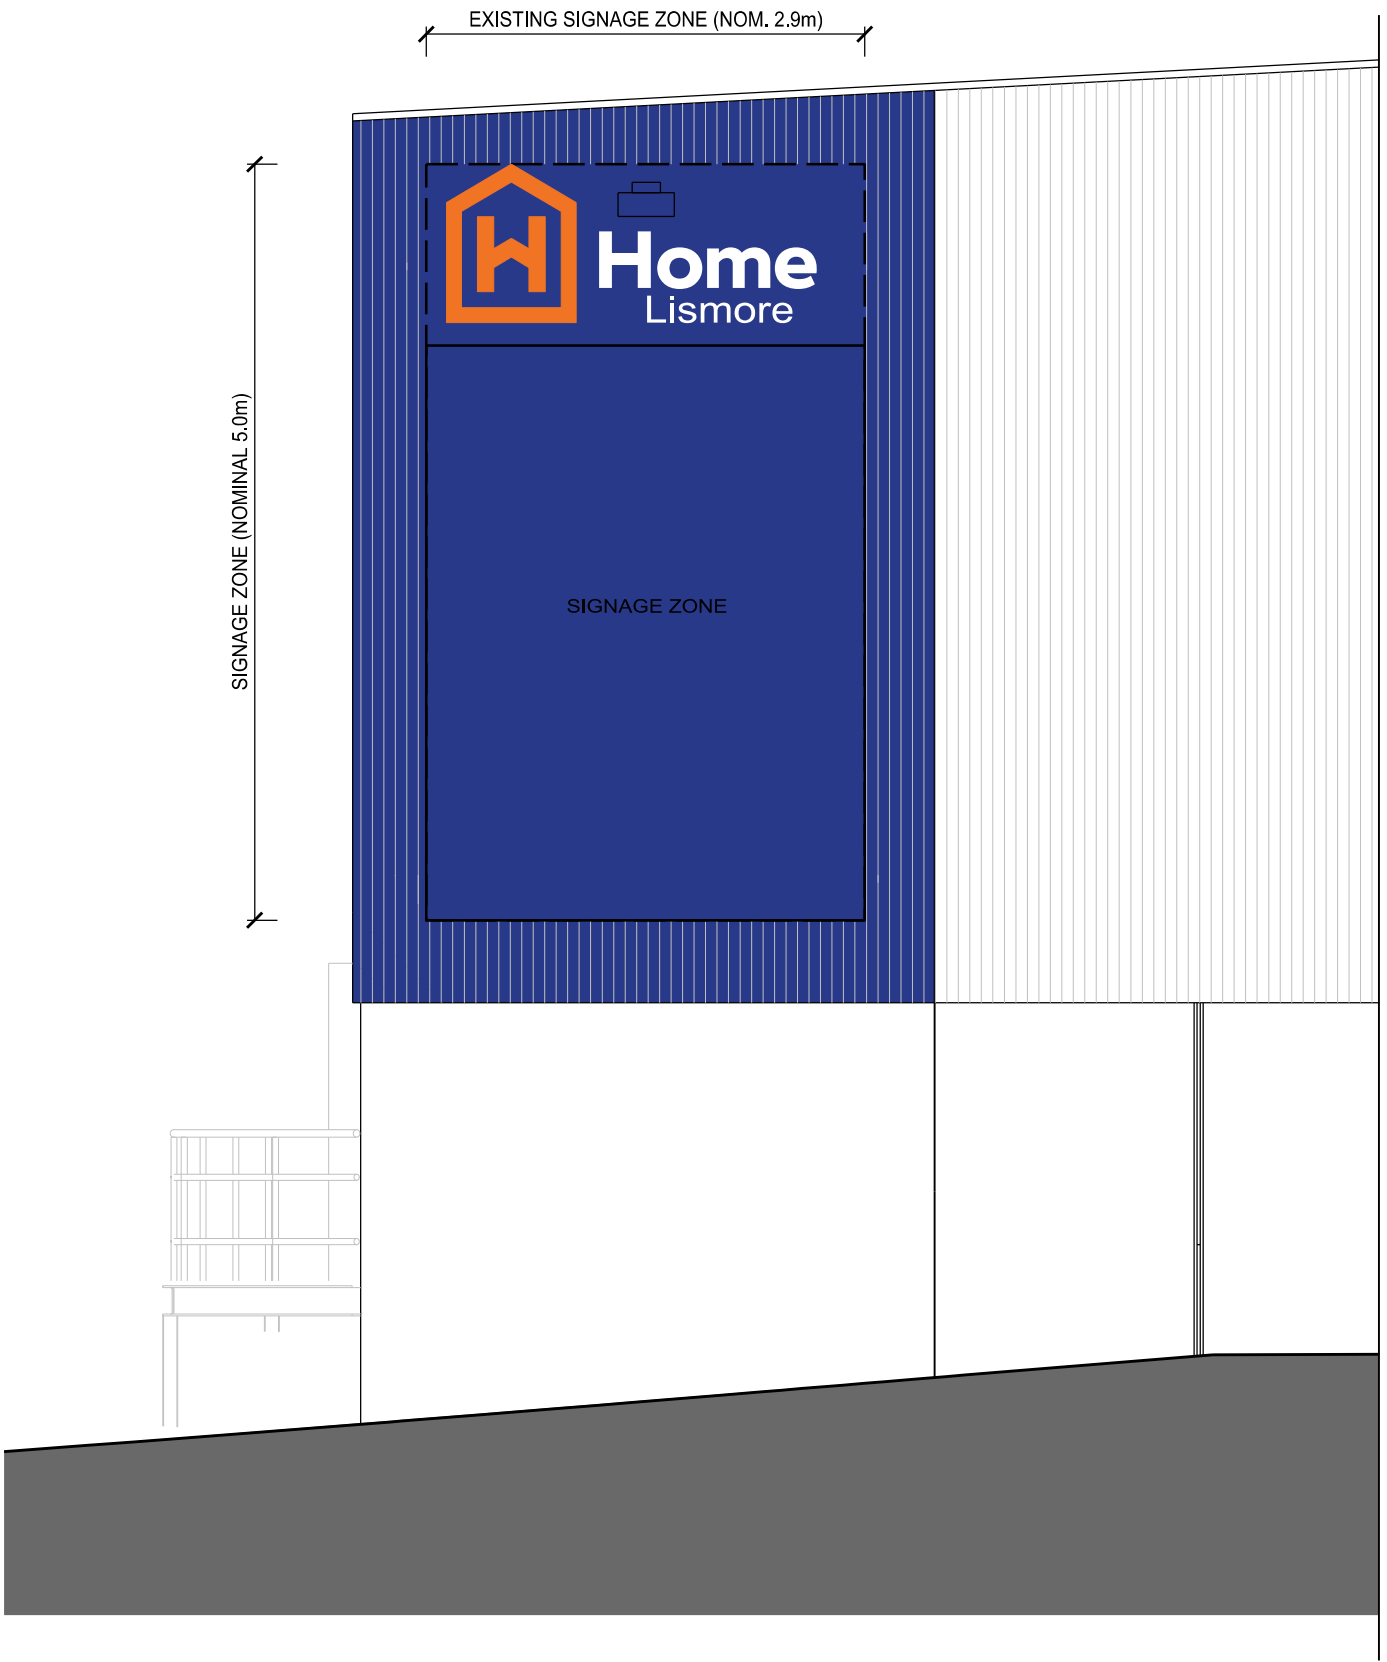 EXISTING SIGNAGE ZONE (NOM. 2.9m)
Home
Lismore
SIGNAGE ZONE (NOMINAL 5.0m)
SIGNAGE ZONE